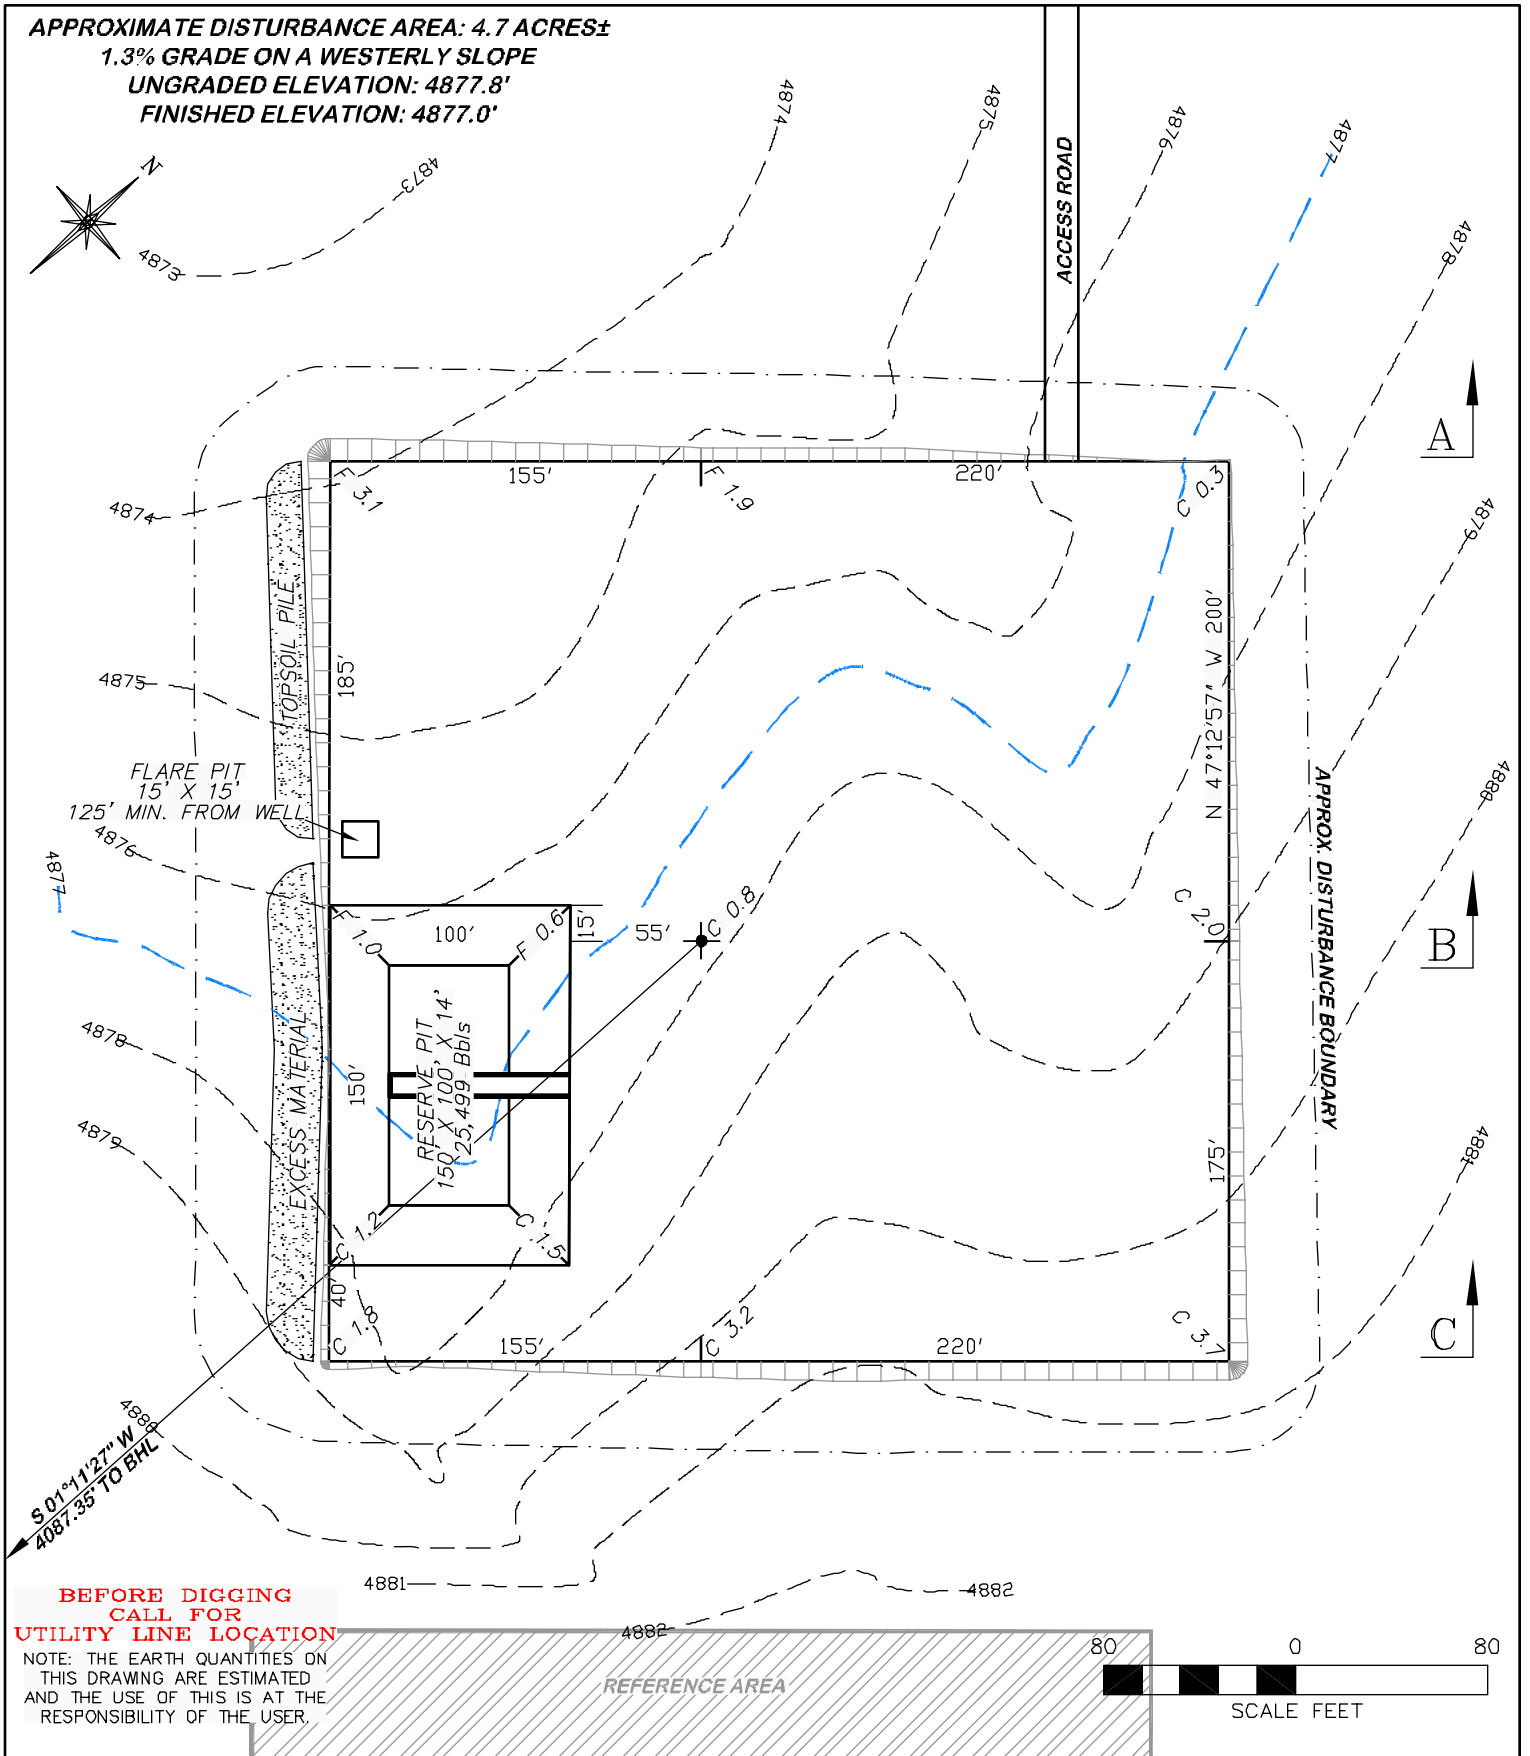 APPROXIMATE DISTURBANCE AREA: 4.7 ACRES±
1.3% GRADE ON A WESTERLY SLOPE
UNGRADED ELEVATION: 4877.8'
FINISHED ELEVATION: 4877.0'
N
4873
4873
4874
4875
4876
4877
4878
ACCESS ROAD
A
F 3.1
155'
F 1.9
220'
C 0.3
4874
4879
TOPSOIL PILE
185'
N 47°12'57" W 200'
4875
FLARE PIT
15' X 15'
125' MIN. FROM WELL
4876
4877
4880
APPROX. DISTURBANCE BOUNDARY
F 1.0
100'
F 0.6
15'
55'
C 0.8
C 2.0
B
EXCESS MATERIAL
150'
RESERVE PIT
150' X 100' X 14'
25,499 Bbls
4878
4879
175'
4881
C 1.2
C 1.5
40'
C 1.8
155'
C 3.2
220'
C 3.7
C
4880
S 01°11'27" W
4087.35' TO BHL
4881
4882
4882
BEFORE DIGGING
CALL FOR
UTILITY LINE LOCATION
NOTE: THE EARTH QUANTITIES ON
THIS DRAWING ARE ESTIMATED
AND THE USE OF THIS IS AT THE
RESPONSIBILITY OF THE USER.
REFERENCE AREA
80 0 80
SCALE FEET